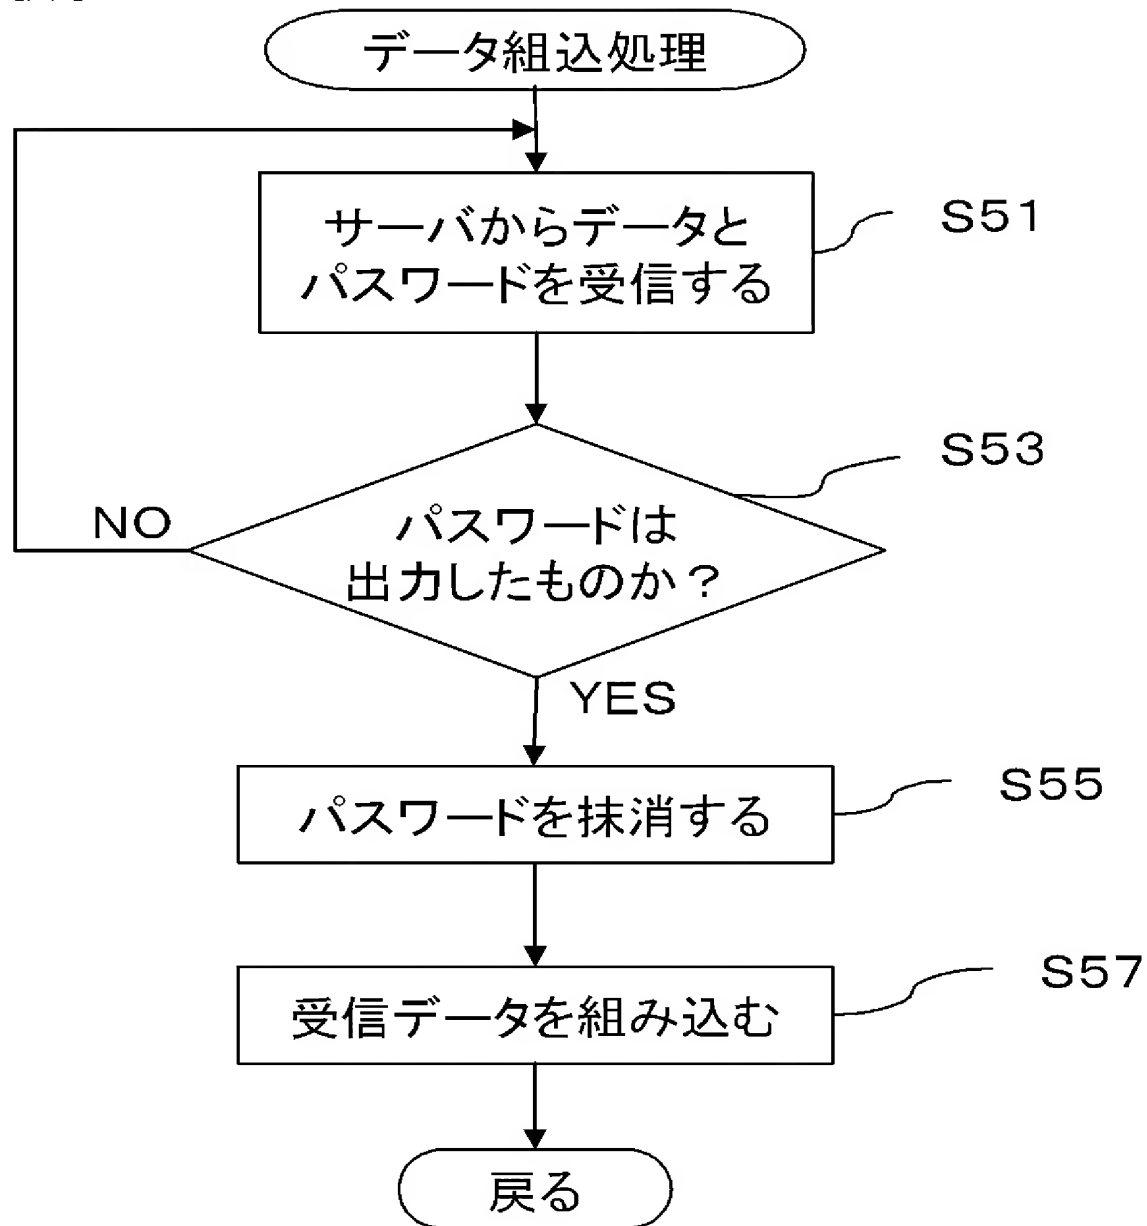 データ組込処理
サーバからデータと
パスワードを受信する
S51
S53
パスワードは
出力したものか？
NO
YES
パスワードを抹消する
S55
受信データを組み込む
S57
戻る